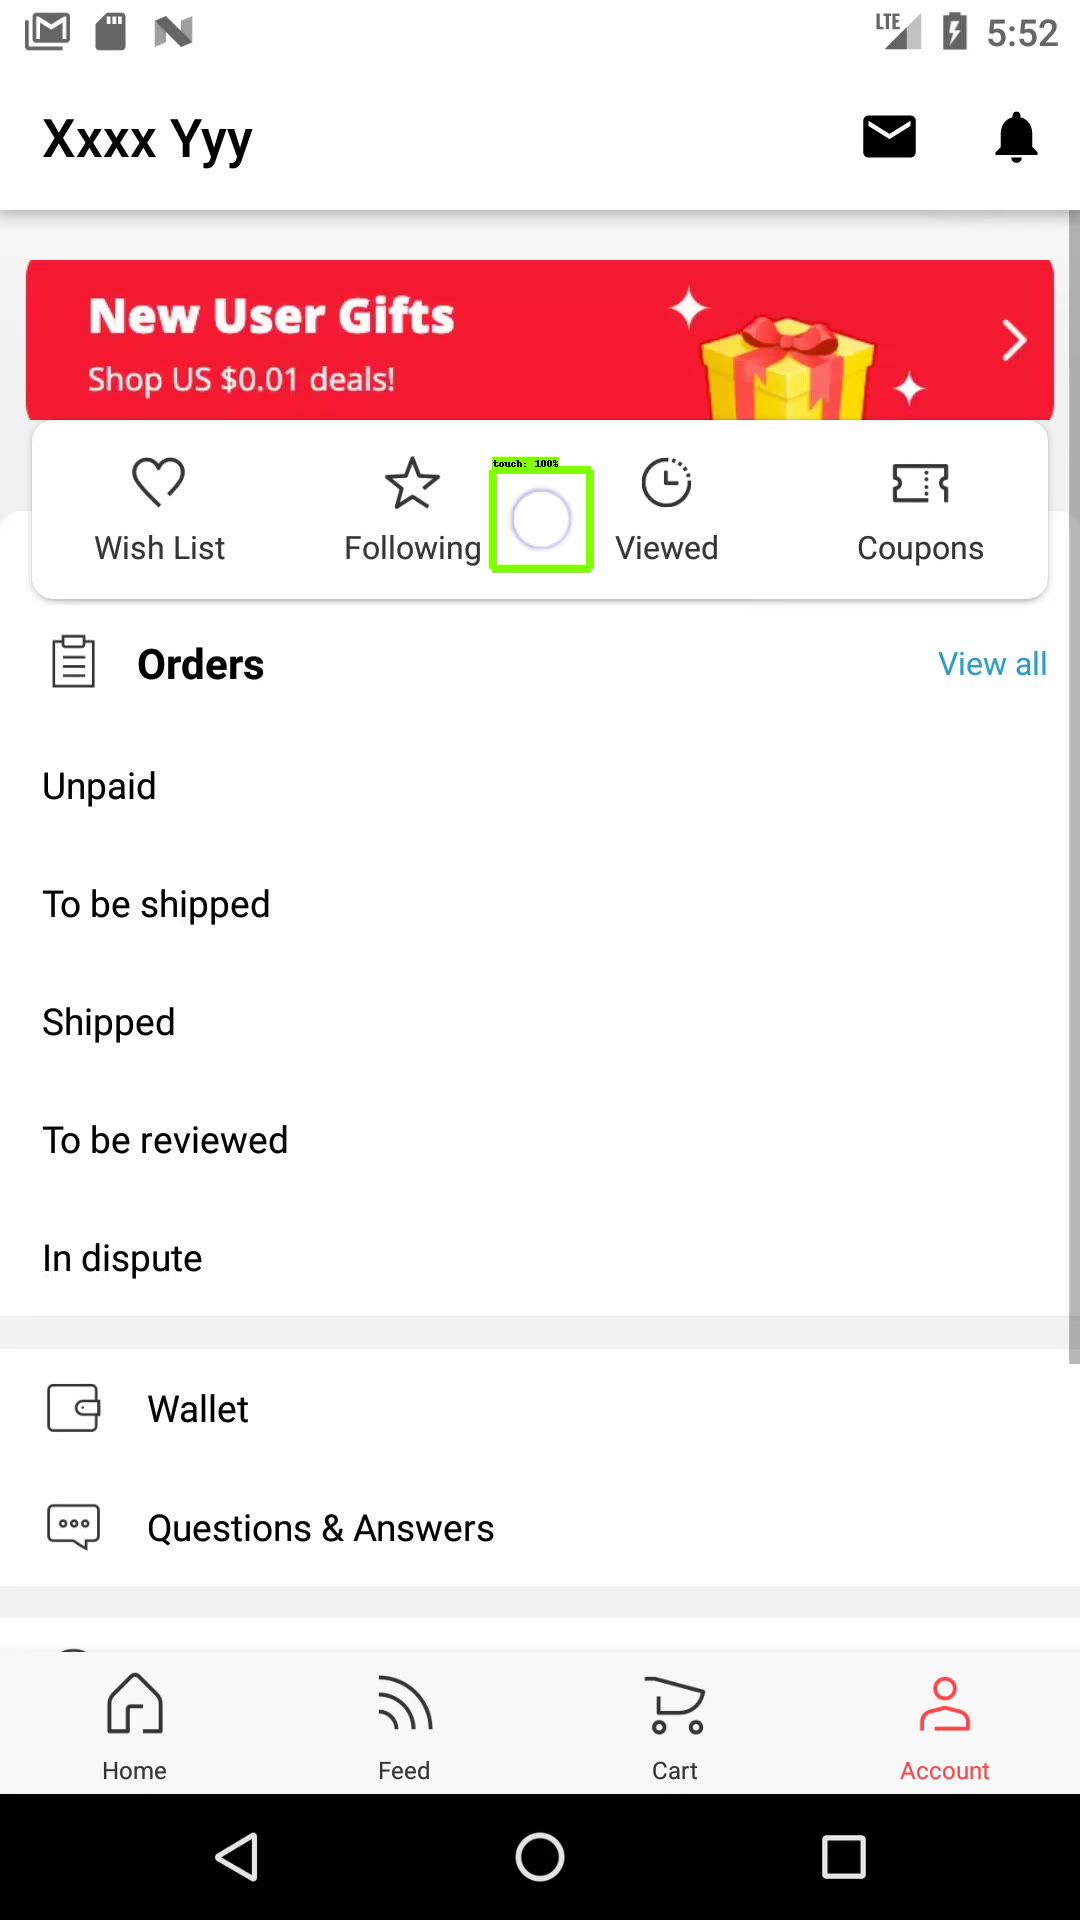 LTE 5:52
Xxxx Yyy
New User Gifts
Shop US $0.01 deals!
touch: 100%
Wish List Following Viewed Coupons
Orders View all
Unpaid
To be shipped
Shipped
To be reviewed
In dispute
Wallet
Questions & Answers
Home Feed Cart Account